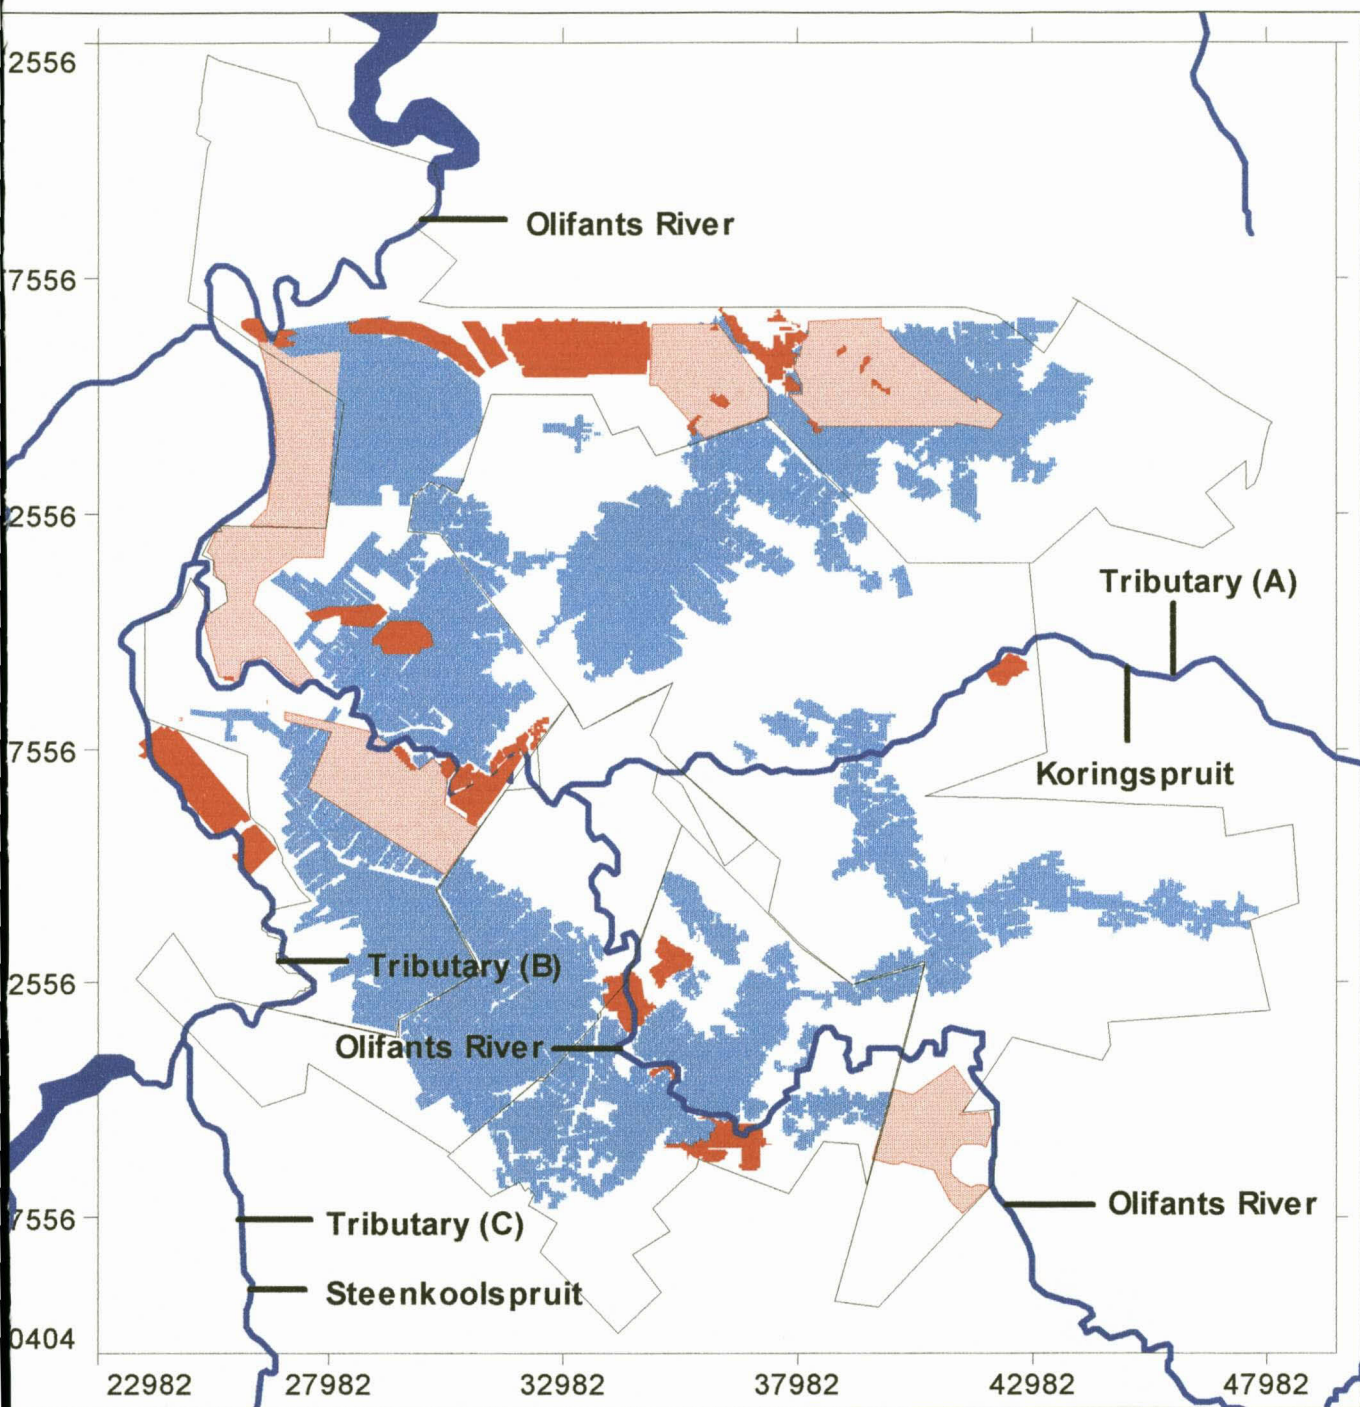 2556
Olifants River
7556
2556
Tributary (A)
7556
Koringspruit
Tributary (B)
2556
Olifants River
Olifants River
7556
Tributary (C)
Steenkoolspruit
0404
22982 27982 32982 37982 42982 47982